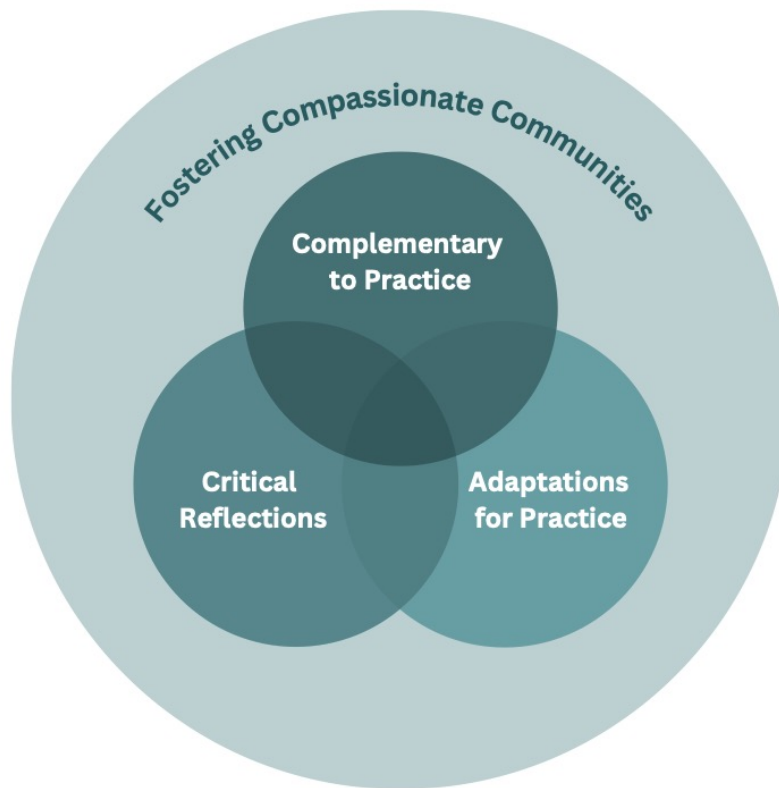 Fostering Compassionate Communities
Complementary
to Practice
Critical
Reflections
Adaptations
for Practice